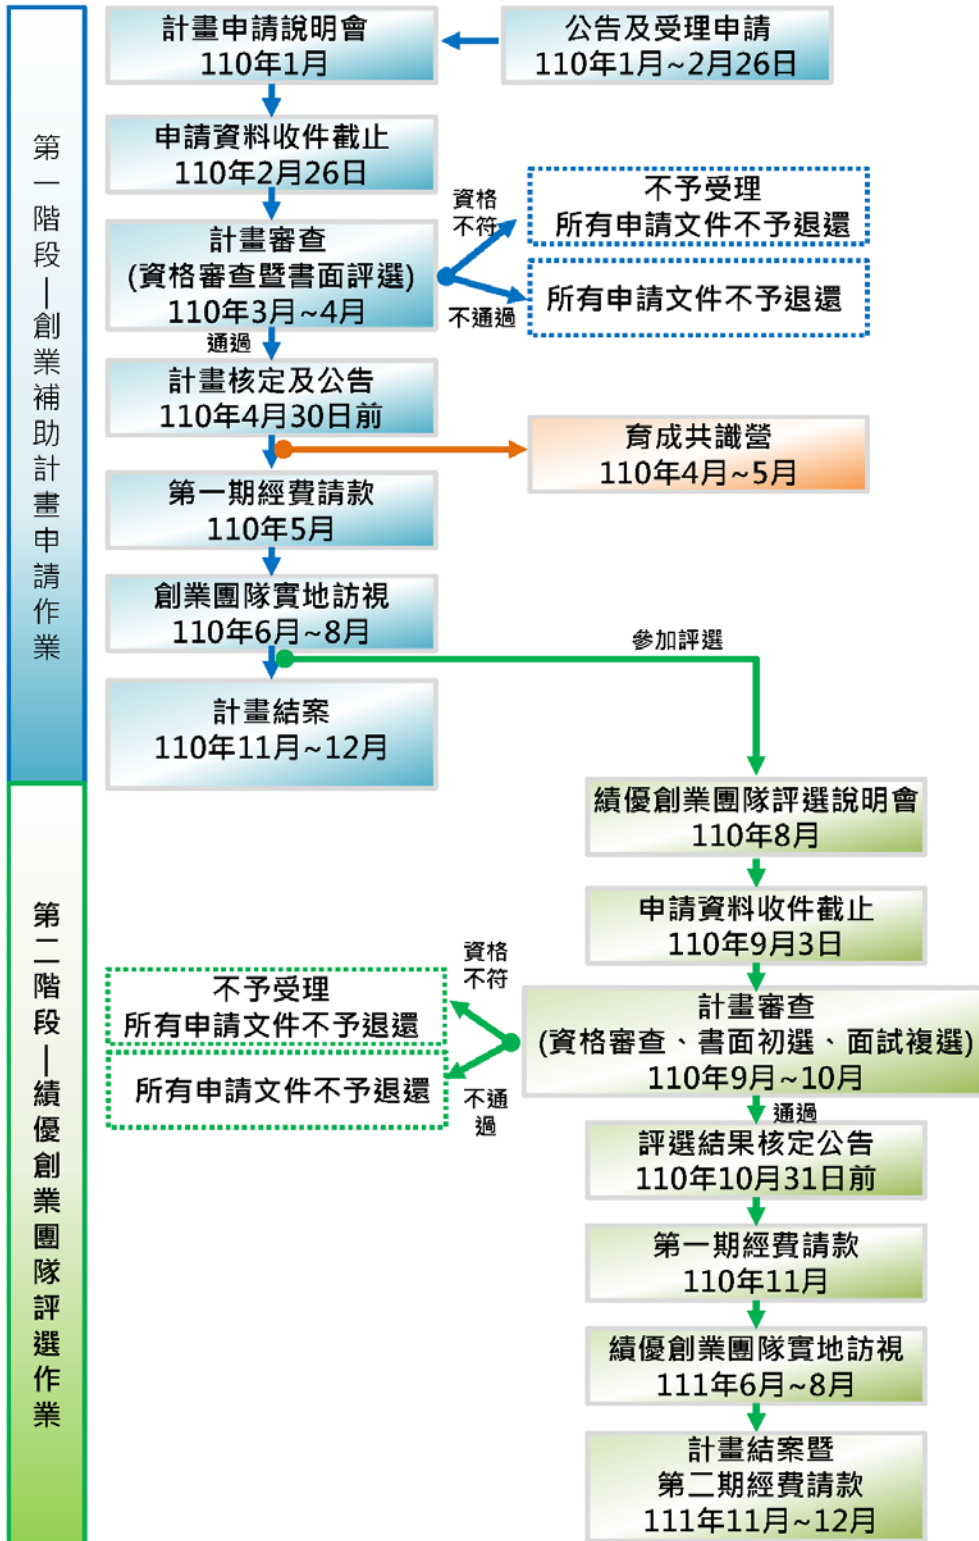 第一階段—創業補助計畫申請作業
計畫申請說明會
110年1月
公告及受理申請
110年1月~2月26日
申請資料收件截止
110年2月26日
計畫審查
(資格審查暨書面評選)
110年3月~4月
資格
不符
不予受理
所有申請文件不予退還
不通過
所有申請文件不予退還
通過
計畫核定及公告
110年4月30日前
育成共識營
110年4月~5月
第一期經費請款
110年5月
創業團隊實地訪視
110年6月~8月
參加評選
計畫結案
110年11月~12月
第二階段—績優創業團隊評選作業
績優創業團隊評選說明會
110年8月
申請資料收件截止
110年9月3日
計畫審查
(資格審查、書面初選、面試複選)
110年9月~10月
資格
不符
不予受理
所有申請文件不予退還
不通
過
所有申請文件不予退還
通過
評選結果核定公告
110年10月31日前
第一期經費請款
110年11月
績優創業團隊實地訪視
111年6月~8月
計畫結案暨
第二期經費請款
111年11月~12月